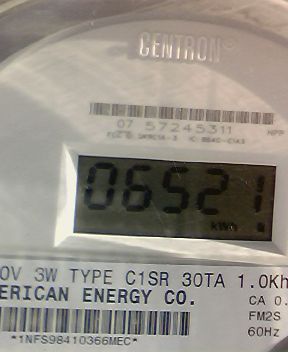 CENTRON®
07 57245311
06521
kWh
0V 3W TYPE C1SR 30TA 1.0Kh
ERICAN ENERGY CO.
CA 0.
FM2S
60Hz
*1NFS98410366MEC*